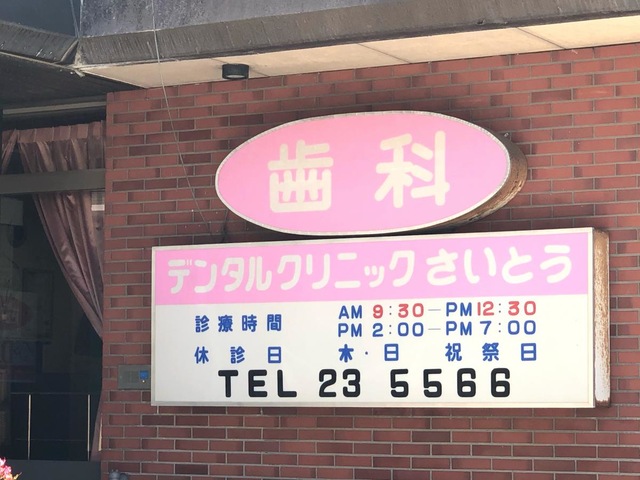 歯科
デンタルクリニックさいとう
診療時間 AM 9:30-PM12:30
PM 2:00-PM 7:00
休診日 木・日 祝祭日
TEL 23 5566